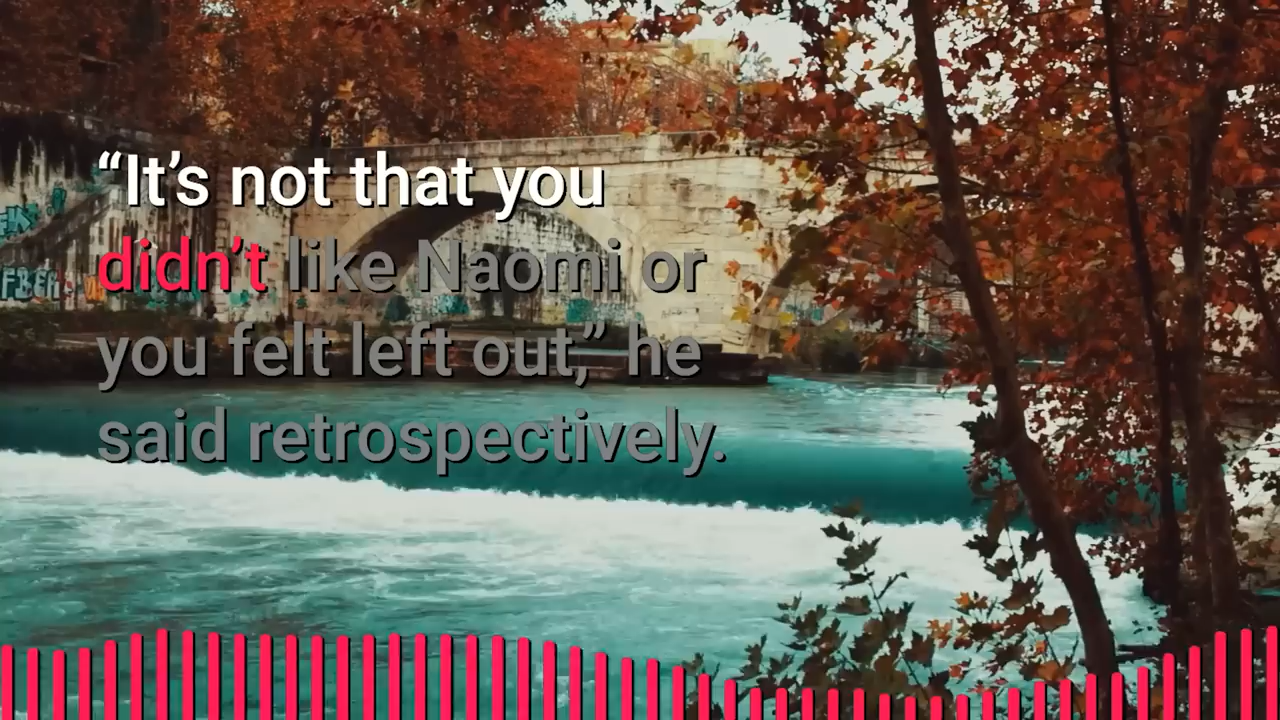 “It’s not that you
didn’t like Naomi or
you felt left out,” he
said retrospectively.